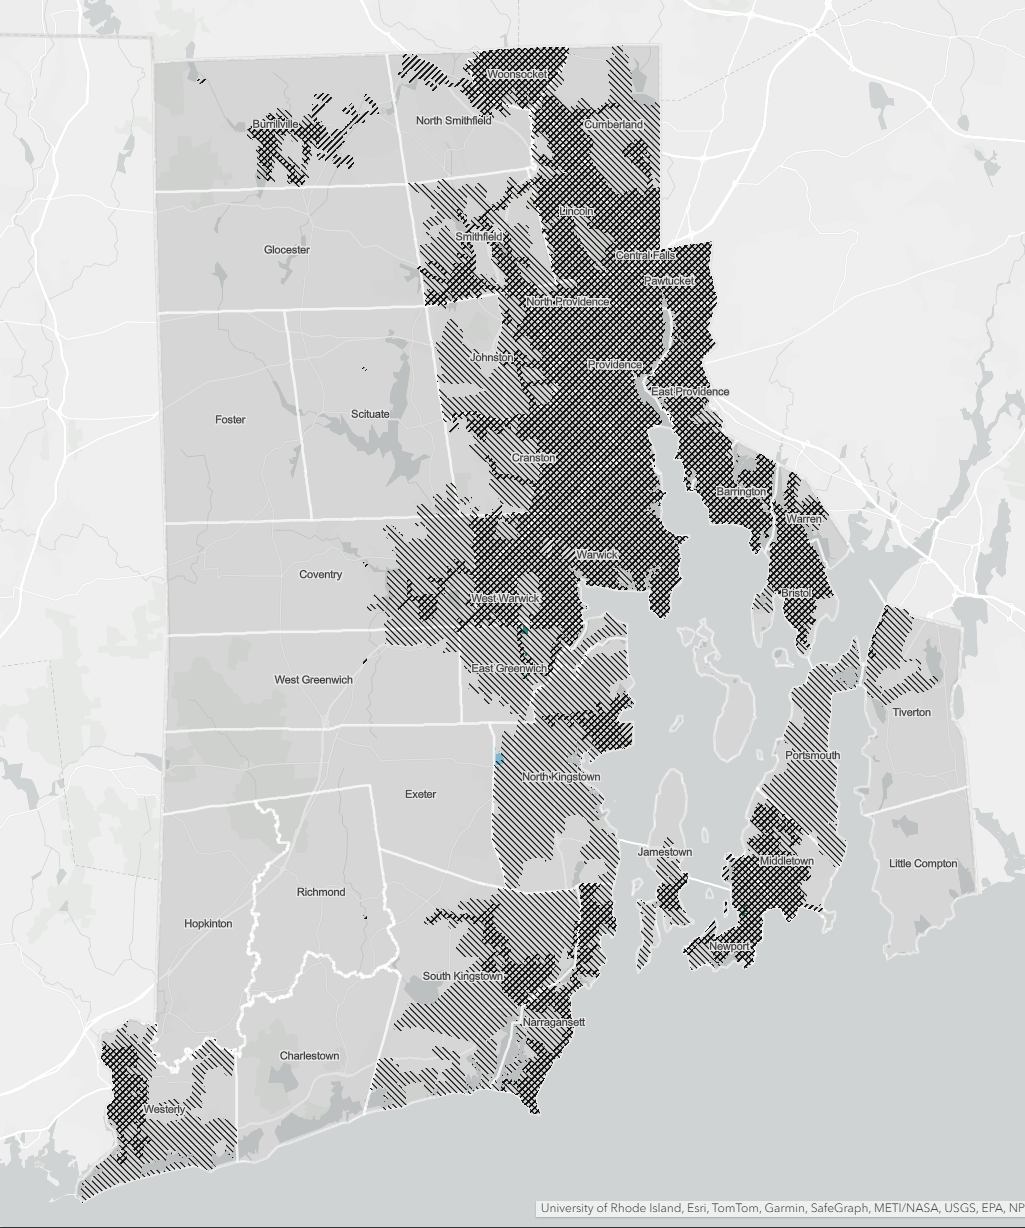 Woonsocket
North Smithfield
Burrillville
Cumberland
Lincoln
Smithfield
Glocester
Central Falls
Pawtucket
North Providence
Johnston
Providence
East Providence
Scituate
Foster
Cranston
Barrington
Warren
Warwick
Coventry
West Warwick
Bristol
East Greenwich
West Greenwich
Tiverton
Portsmouth
North Kingstown
Exeter
Jamestown
Middletown
Little Compton
Richmond
Hopkinton
Newport
South Kingstown
Narragansett
Charlestown
Westerly
University of Rhode Island, Esri, TomTom, Garmin, SafeGraph, METI/NASA, USGS, EPA, NP